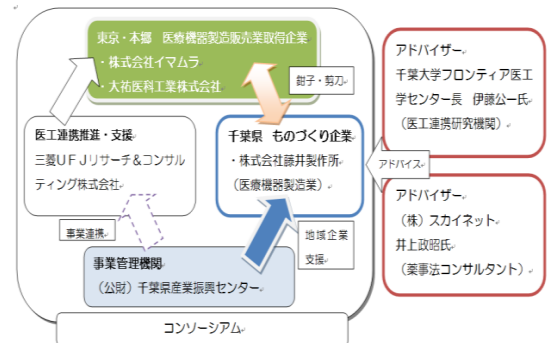 東京・本郷 医療機器製造販売業取得企業
・株式会社イマムラ
・大祐医科工業株式会社
鉗子・剪刀
医工連携推進・支援
三菱UFJリサーチ&コンサル
ティング株式会社
千葉県 ものづくり企業
・株式会社藤井製作所
（医療機器製造業）
アドバイス
事業連携
地域企業
支援
事業管理機関
（公財）千葉県産業振興センター
コンソーシアム
アドバイザー
千葉大学フロンティア医工
学センター長 伊藤公一氏
（医工連携研究機関）
アドバイザー
（株）スカイネット
井上政昭氏
（薬事法コンサルタント）